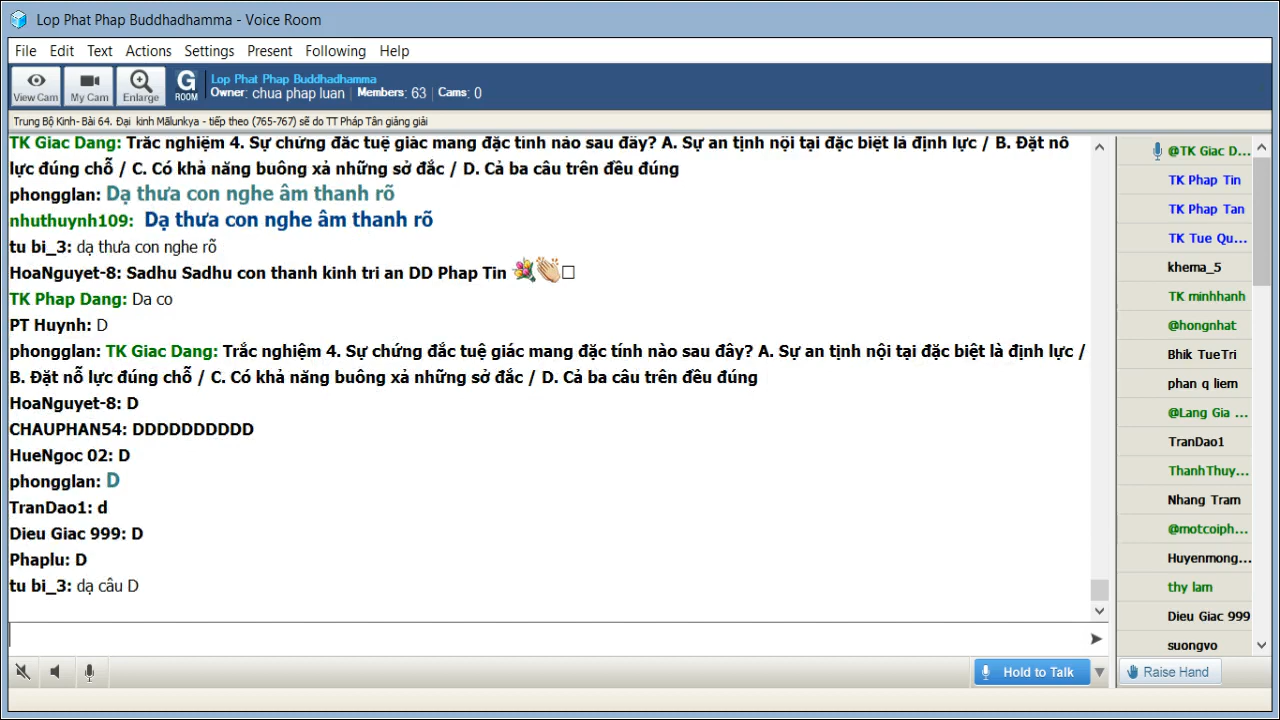 Lop Phat Phap Buddhadhamma - Voice Room
File Edit Text Actions Settings Present Following Help
View Cam My Cam Enlarge G ROOM
Lop Phat Phap Buddhadhamma
Owner: chua phap luan Members: 63 Cams: 0
Trung Bộ Kinh- Bài 64. Đại kinh Mālunkya - tiếp theo (765-767) sẽ do TT Pháp Tân giảng giải
TK Giac Dang: Trắc nghiệm 4. Sự chứng đắc tuệ giác mang đặc tính nào sau đây? A. Sự an tịnh nội tại đặc biệt là định lực / B. Đặt nỗ
lực đúng chỗ / C. Có khả năng buông xả những sở đắc / D. Cả ba câu trên đều đúng
phongglan: Dạ thưa con nghe âm thanh rõ
nhuthuynh109: Dạ thưa con nghe âm thanh rõ
tu bi_3: dạ thưa con nghe rõ
HoaNguyet-8: Sadhu Sadhu con thanh kinh tri an DD Phap Tin 💐👏□
TK Phap Dang: Da co
PT Huynh: D
phongglan: TK Giac Dang: Trắc nghiệm 4. Sự chứng đắc tuệ giác mang đặc tính nào sau đây? A. Sự an tịnh nội tại đặc biệt là định lực /
B. Đặt nỗ lực đúng chỗ / C. Có khả năng buông xả những sở đắc / D. Cả ba câu trên đều đúng
HoaNguyet-8: D
CHAUPHAN54: DDDDDDDDDD
HueNgoc 02: D
phongglan: D
TranDao1: d
Dieu Giac 999: D
Phaplu: D
tu bi_3: dạ câu D
@TK Giac D...
TK Phap Tin
TK Phap Tan
TK Tue Qu...
khema_5
TK minhhanh
@hongnhat
Bhik TueTri
phan q liem
@Lang Gia ...
TranDao1
ThanhThuy...
Nhang Tram
@motcoiph...
Huyenmong...
thy lam
Dieu Giac 999
suongvo
Hold to Talk
Raise Hand